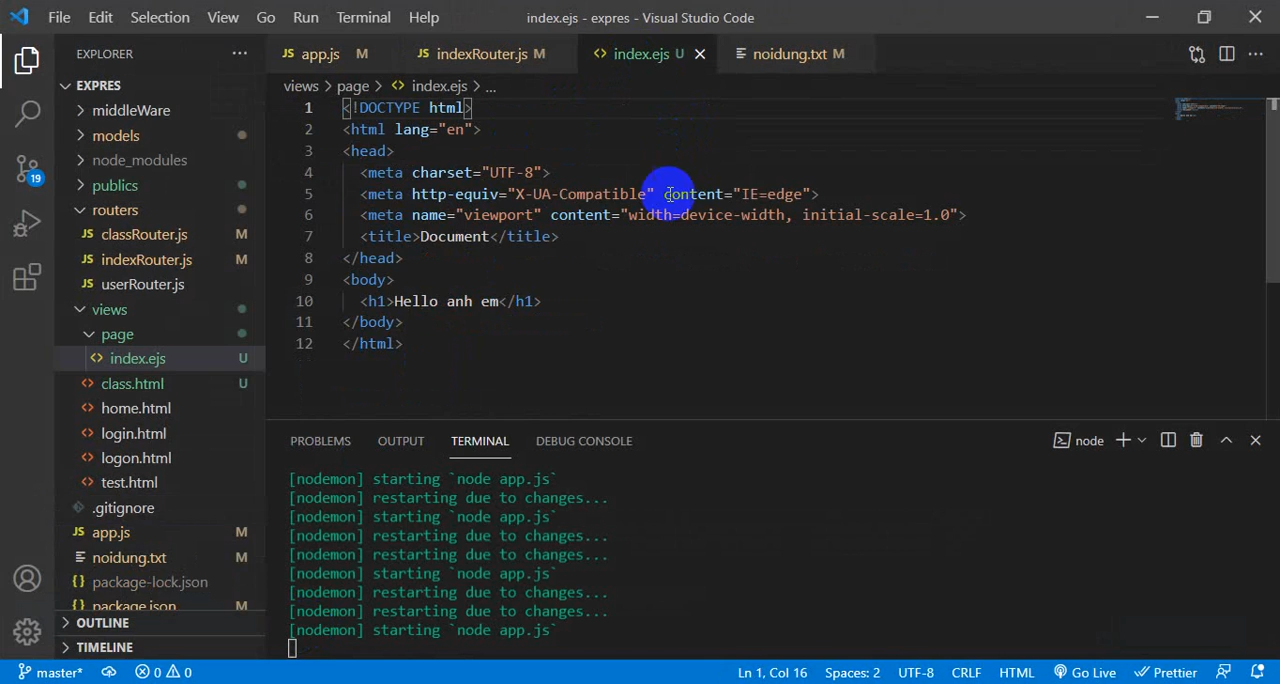 File Edit Selection View Go Run Terminal Help index.ejs - expres - Visual Studio Code
EXPLORER
EXPRES
middleWare
models
node_modules
publics
routers
classRouter.js M
indexRouter.js M
userRouter.js
views
page
index.ejs U
class.html U
home.html
login.html
logon.html
test.html
.gitignore
app.js M
noidung.txt M
package-lock.json
package.json M
OUTLINE
TIMELINE
19
JS app.js M JS indexRouter.js M index.ejs U noidung.txt M
views > page > index.ejs > ...
1 <!DOCTYPE html>
2 <html lang="en">
3 <head>
4 <meta charset="UTF-8">
5 <meta http-equiv="X-UA-Compatible" content="IE=edge">
6 <meta name="viewport" content="width=device-width, initial-scale=1.0">
7 <title>Document</title>
8 </head>
9 <body>
10 <h1>Hello anh em</h1>
11 </body>
12 </html>
PROBLEMS OUTPUT TERMINAL DEBUG CONSOLE node
[nodemon] starting `node app.js`
[nodemon] restarting due to changes...
[nodemon] starting `node app.js`
[nodemon] restarting due to changes...
[nodemon] restarting due to changes...
[nodemon] starting `node app.js`
[nodemon] restarting due to changes...
[nodemon] restarting due to changes...
[nodemon] starting `node app.js`
master* 0 0 Ln 1, Col 16 Spaces: 2 UTF-8 CRLF HTML Go Live Prettier